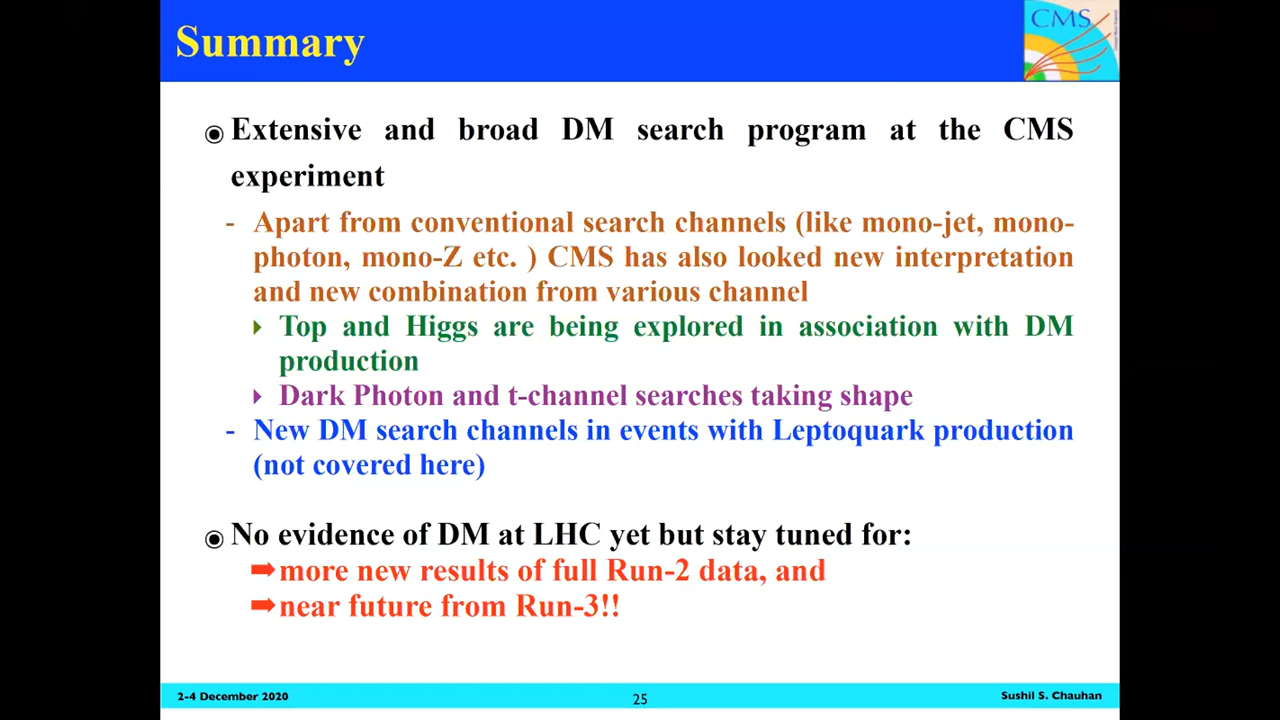 Summary
CMS
◉ Extensive and broad DM search program at the CMS
experiment
- Apart from conventional search channels (like mono-jet, mono-
photon, mono-Z etc. ) CMS has also looked new interpretation
and new combination from various channel
Top and Higgs are being explored in association with DM
production
Dark Photon and t-channel searches taking shape
- New DM search channels in events with Leptoquark production
(not covered here)
◉ No evidence of DM at LHC yet but stay tuned for:
➡more new results of full Run-2 data, and
➡near future from Run-3!!
2-4 December 2020
25
Sushil S. Chauhan